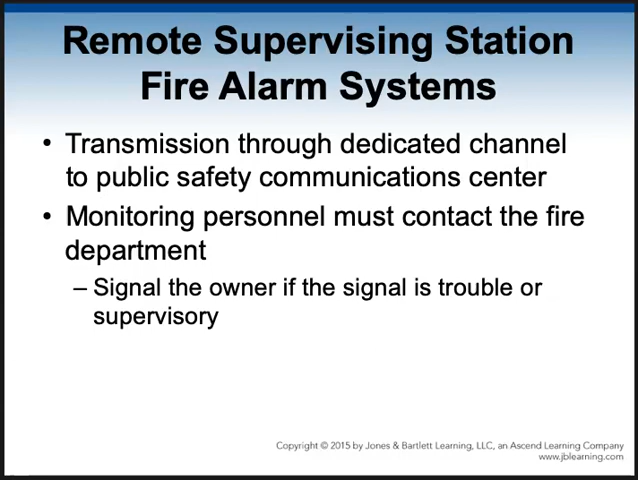 Remote Supervising Station
Fire Alarm Systems
• Transmission through dedicated channel
to public safety communications center
• Monitoring personnel must contact the fire
department
– Signal the owner if the signal is trouble or
supervisory
Copyright © 2015 by Jones & Bartlett Learning, LLC, an Ascend Learning Company
www.jblearning.com